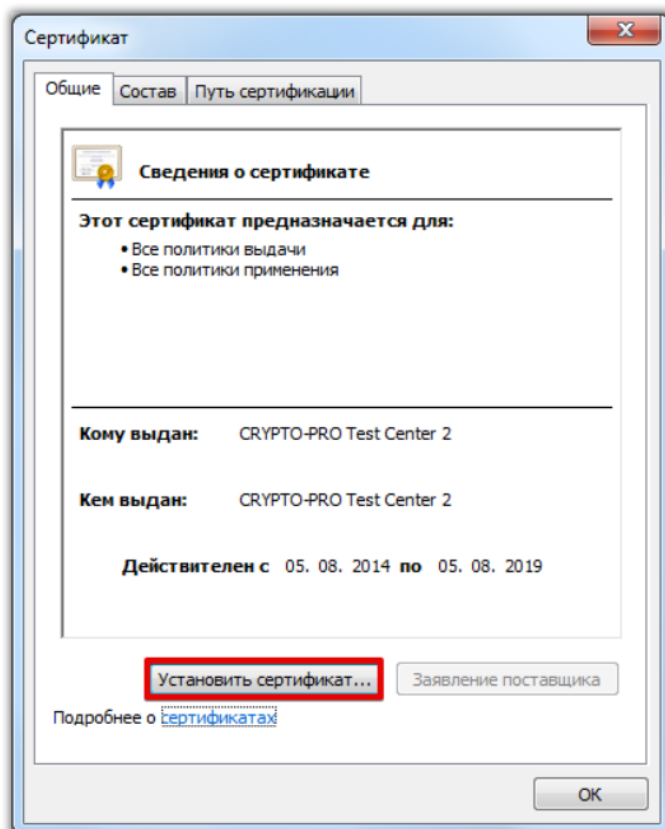 Сертификат
Общие Состав Путь сертификации
Сведения о сертификате
Этот сертификат предназначается для:
• Все политики выдачи
• Все политики применения
Кому выдан: CRYPTO-PRO Test Center 2
Кем выдан: CRYPTO-PRO Test Center 2
Действителен с 05. 08. 2014 по 05. 08. 2019
Установить сертификат... Заявление поставщика
Подробнее о сертификатах
ОК